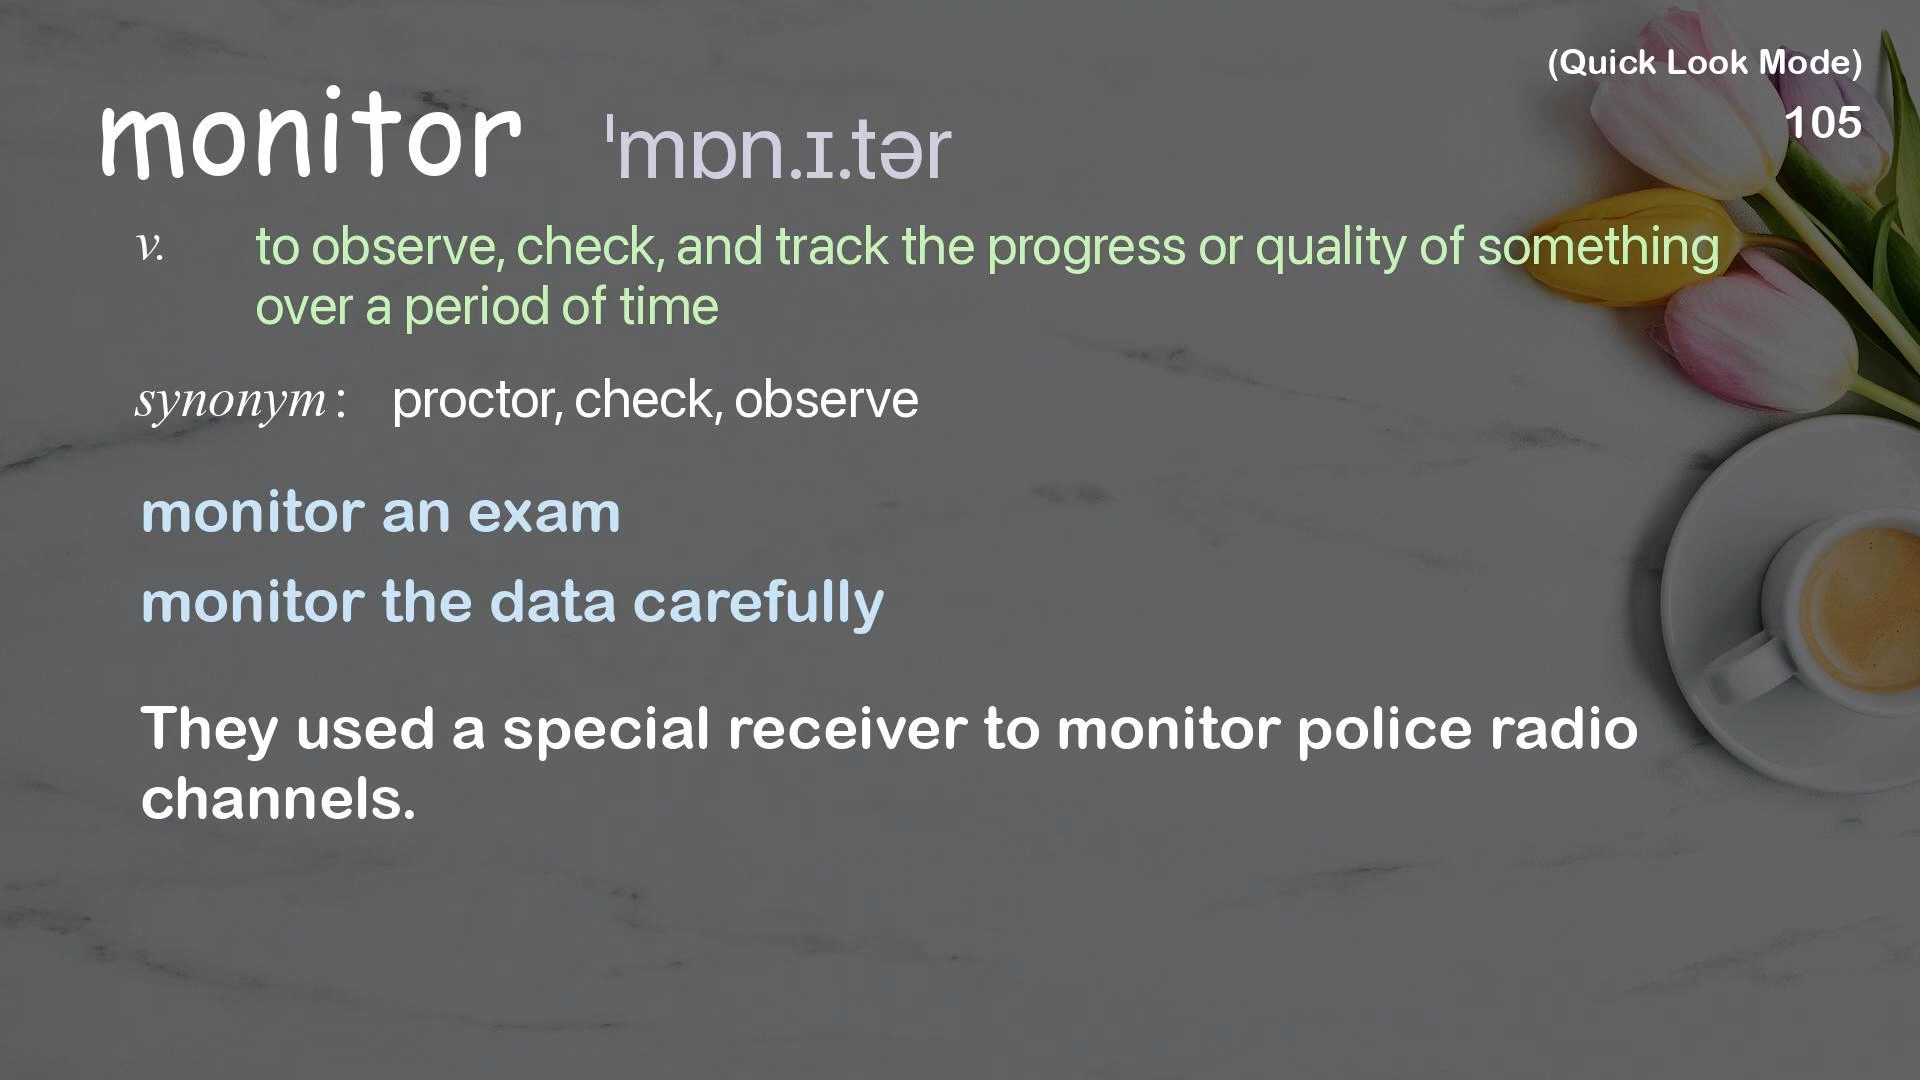 (Quick Look Mode)
105
monitor ˈmɒn.ɪ.tər
v. to observe, check, and track the progress or quality of something
over a period of time
synonym: proctor, check, observe
monitor an exam
monitor the data carefully
They used a special receiver to monitor police radio
channels.